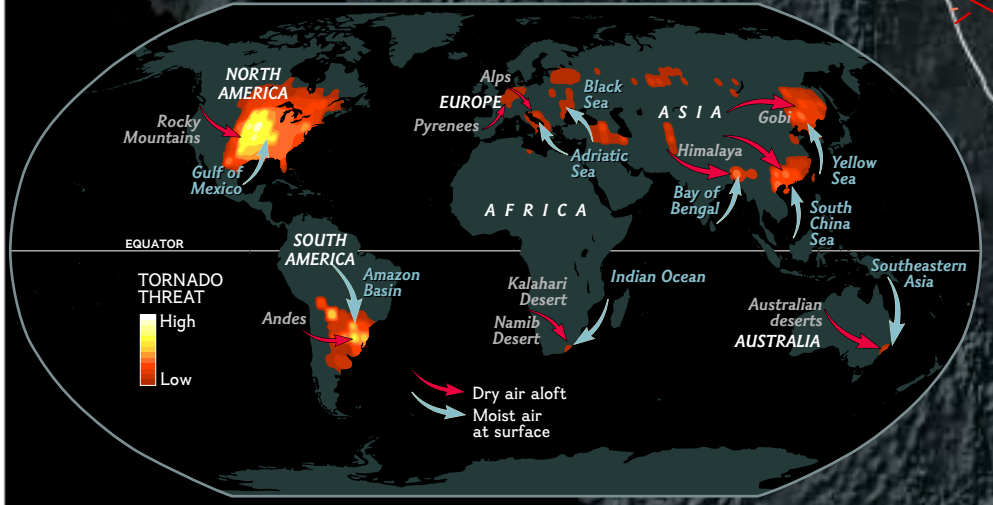 NORTH
AMERICA
Rocky
Mountains
Gulf of
Mexico
Alps
EUROPE
Pyrenees
Black
Sea
Adriatic
Sea
ASIA
Gobi
Himalaya
Yellow
Sea
Bay of
Bengal
South
China
Sea
AFRICA
EQUATOR
SOUTH
AMERICA
Amazon
Basin
Andes
Kalahari
Desert
Namib
Desert
Indian Ocean
Southeastern
Asia
Australian
deserts
AUSTRALIA
TORNADO
THREAT
High
Low
Dry air aloft
Moist air
at surface